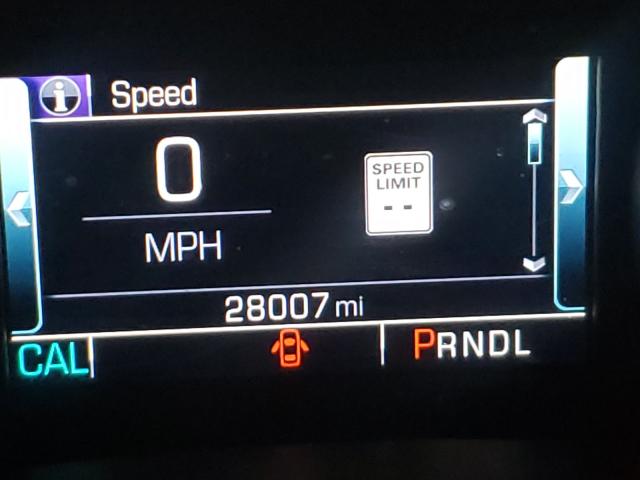 Speed
0
MPH
SPEED
LIMIT
--
28007 mi
CAL
PRNDL